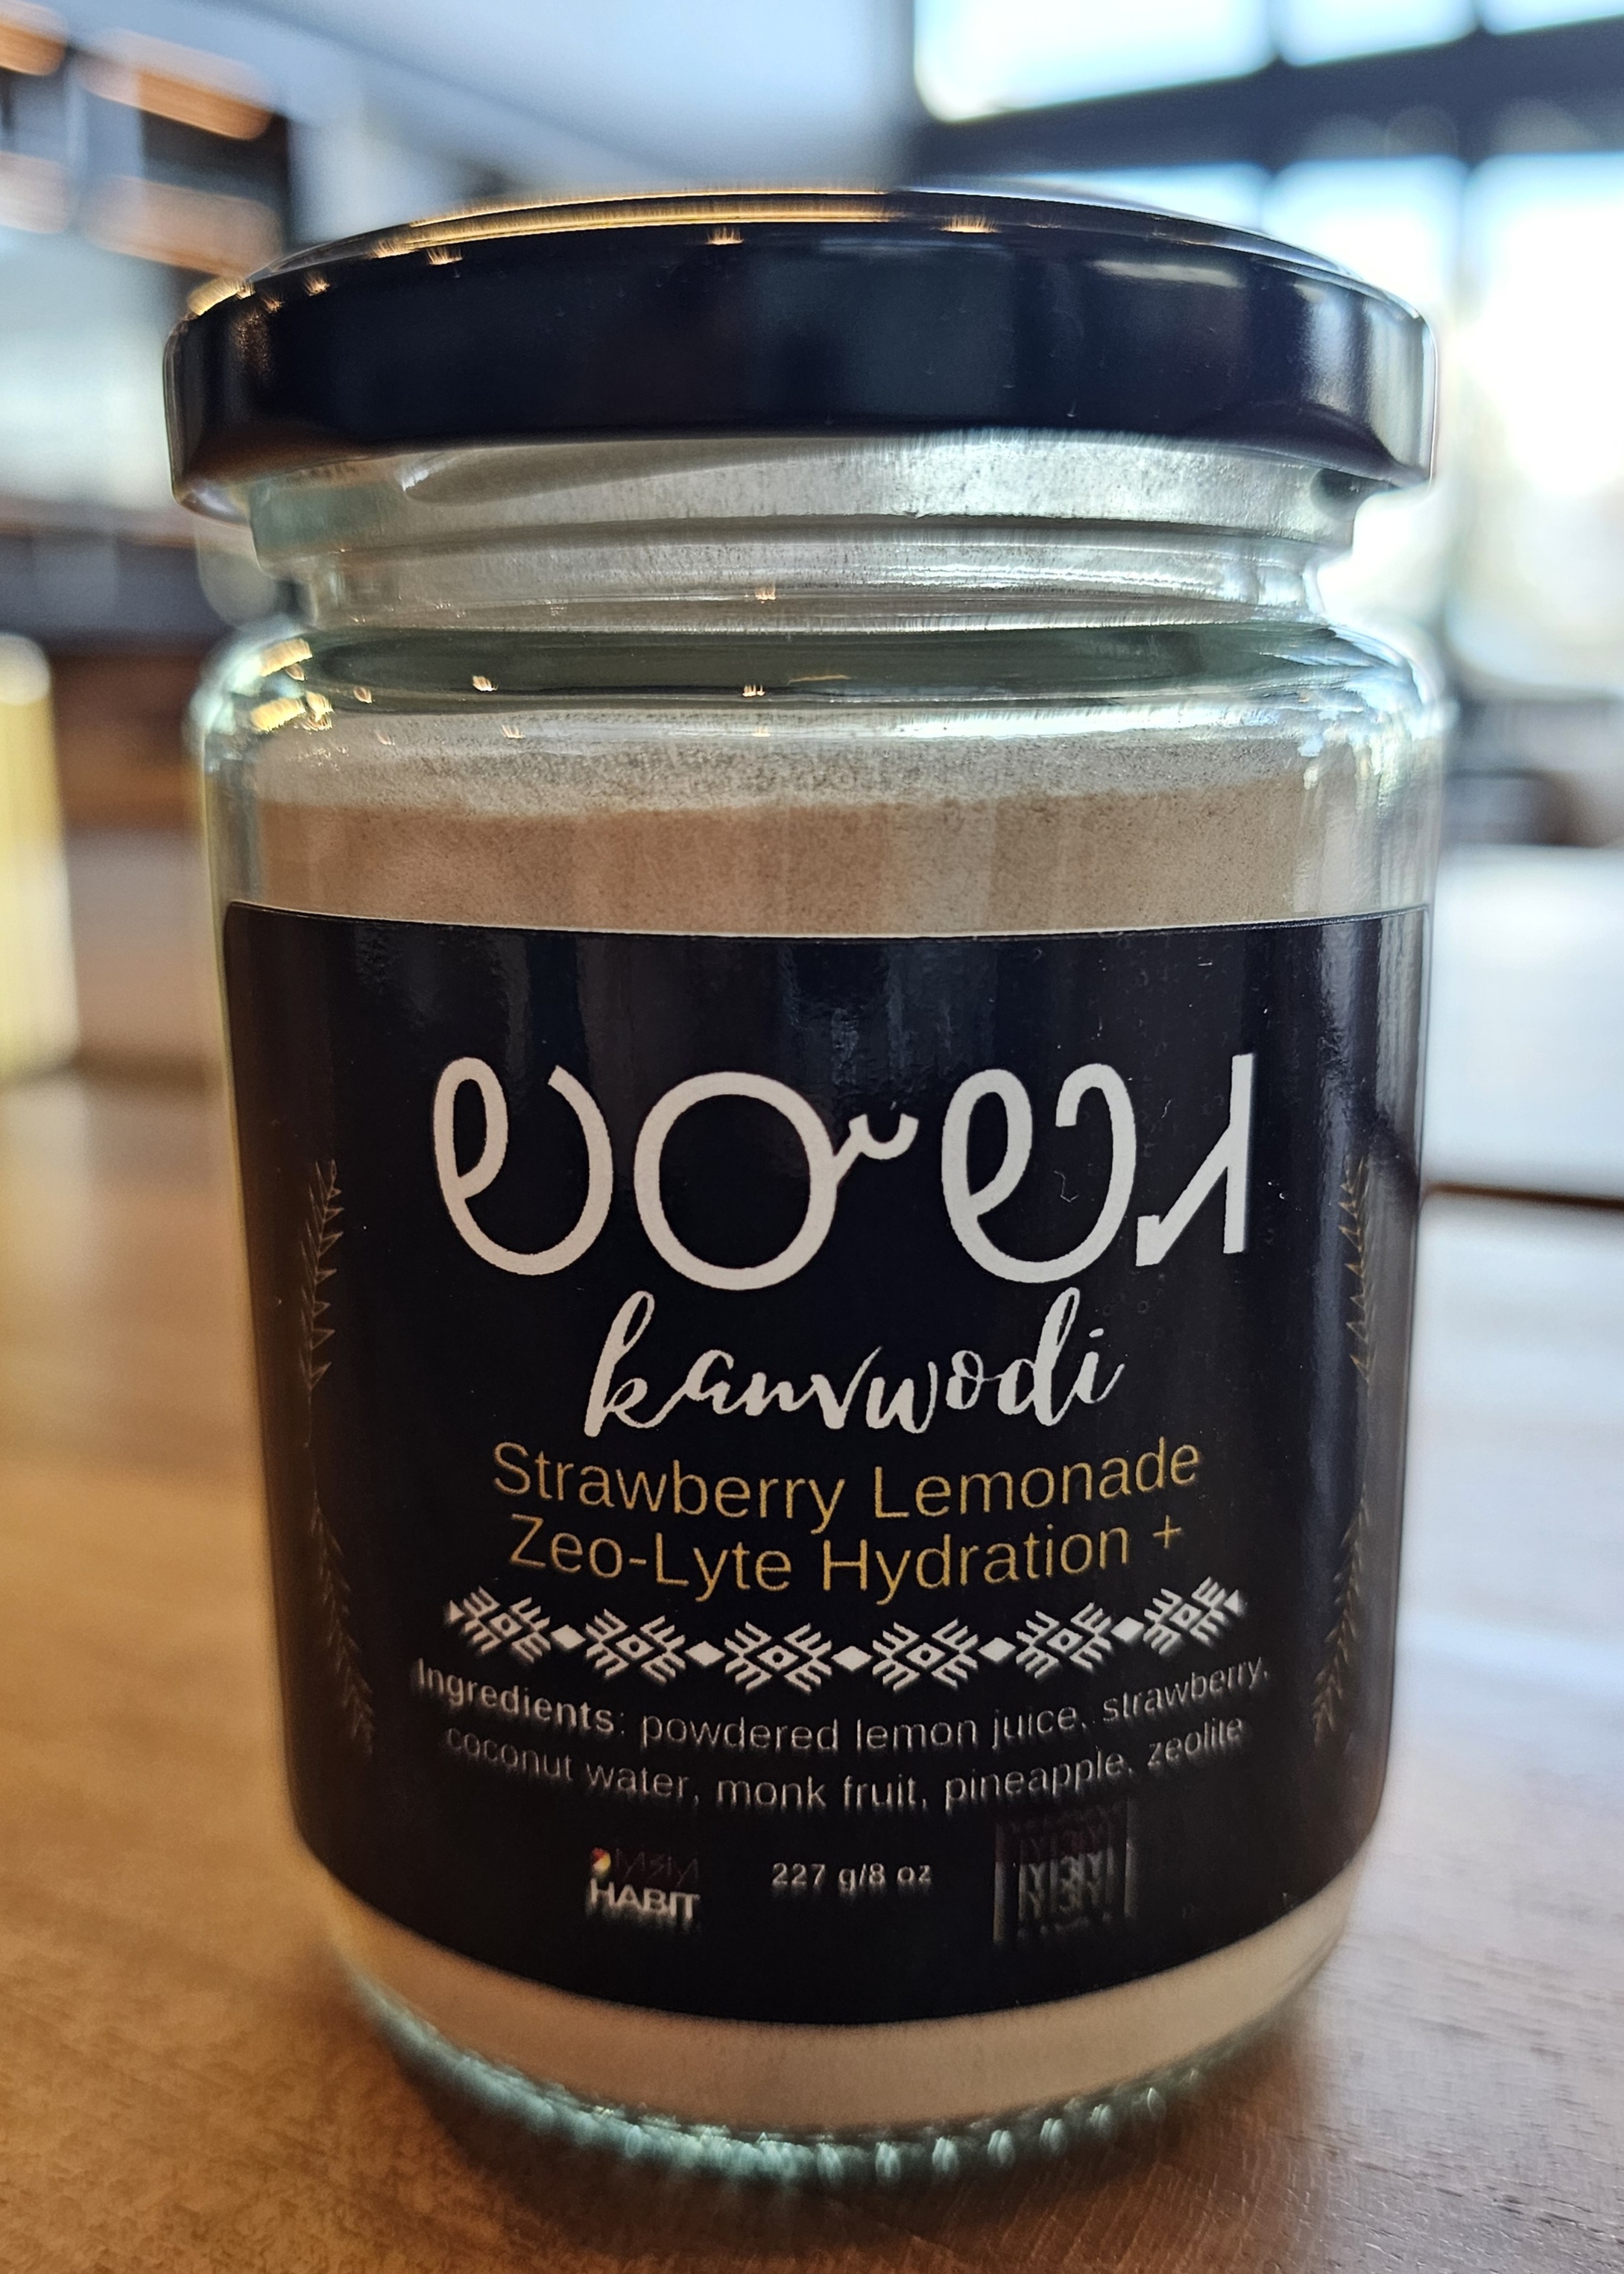 ᎧᏅᏬᏗ
kanvwodi
Strawberry Lemonade
Zeo-Lyte Hydration +
Ingredients: powdered lemon juice, strawberry,
coconut water, monk fruit, pineapple, zeolite
HABIT
227 g/8 oz